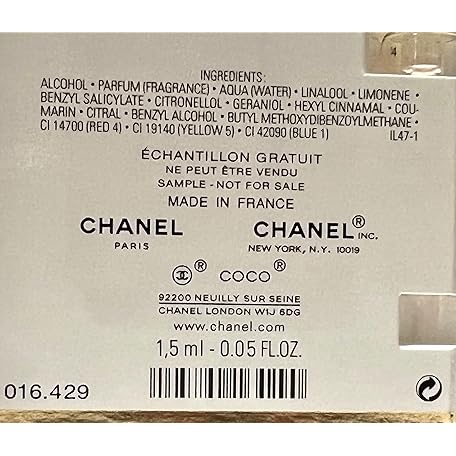 4
INGREDIENTS:
ALCOHOL • PARFUM (FRAGRANCE) • AQUA (WATER) • LINALOOL • LIMONENE •
BENZYL SALICYLATE • CITRONELLOL • GERANIOL • HEXYL CINNAMAL • COU-
MARIN • CITRAL • BENZYL ALCOHOL • BUTYL METHOXYDIBENZOYLMETHANE •
CI 14700 (RED 4) • CI 19140 (YELLOW 5) • CI 42090 (BLUE 1) IL47-1
ÉCHANTILLON GRATUIT
NE PEUT ÊTRE VENDU
SAMPLE - NOT FOR SALE
MADE IN FRANCE
CHANEL CHANEL® INC.
PARIS NEW YORK, N.Y. 10019
® COCO®
92200 NEUILLY SUR SEINE
CHANEL LONDON W1J 6DG
www.chanel.com
1,5 ml - 0.05 FL.OZ.
016.429